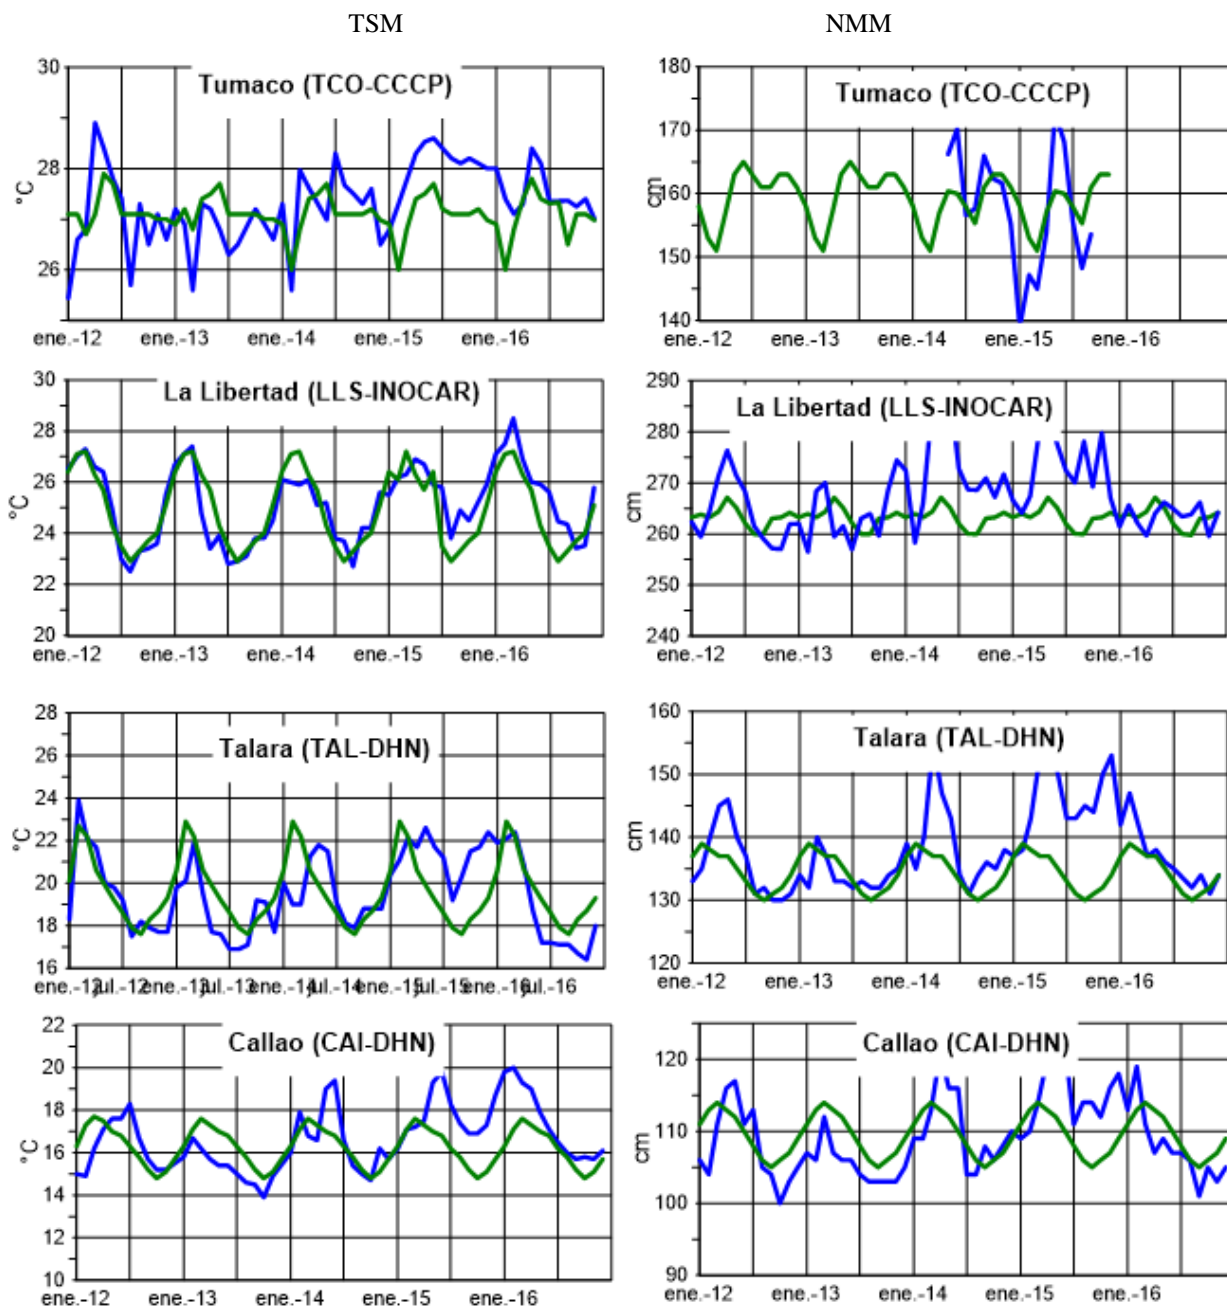 TSM NMM
Tumaco (TCO-CCCP)
30
28
26
°C
ene.-12 ene.-13 ene.-14 ene.-15 ene.-16
Tumaco (TCO-CCCP)
180
170
160
150
140
cm
ene.-12 ene.-13 ene.-14 ene.-15 ene.-16
La Libertad (LLS-INOCAR)
30
28
26
24
22
20
°C
ene.-12 ene.-13 ene.-14 ene.-15 ene.-16
La Libertad (LLS-INOCAR)
290
280
270
260
250
240
cm
ene.-12 ene.-13 ene.-14 ene.-15 ene.-16
Talara (TAL-DHN)
28
26
24
22
20
18
16
°C
ene.-12 jul.-12 ene.-13 jul.-13 ene.-14 jul.-14 ene.-15 jul.-15 ene.-16 jul.-16
Talara (TAL-DHN)
160
150
140
130
120
cm
ene.-12 ene.-13 ene.-14 ene.-15 ene.-16
Callao (CAI-DHN)
22
20
18
16
14
12
10
°C
ene.-12 ene.-13 ene.-14 ene.-15 ene.-16
Callao (CAI-DHN)
120
110
100
90
cm
ene.-12 ene.-13 ene.-14 ene.-15 ene.-16